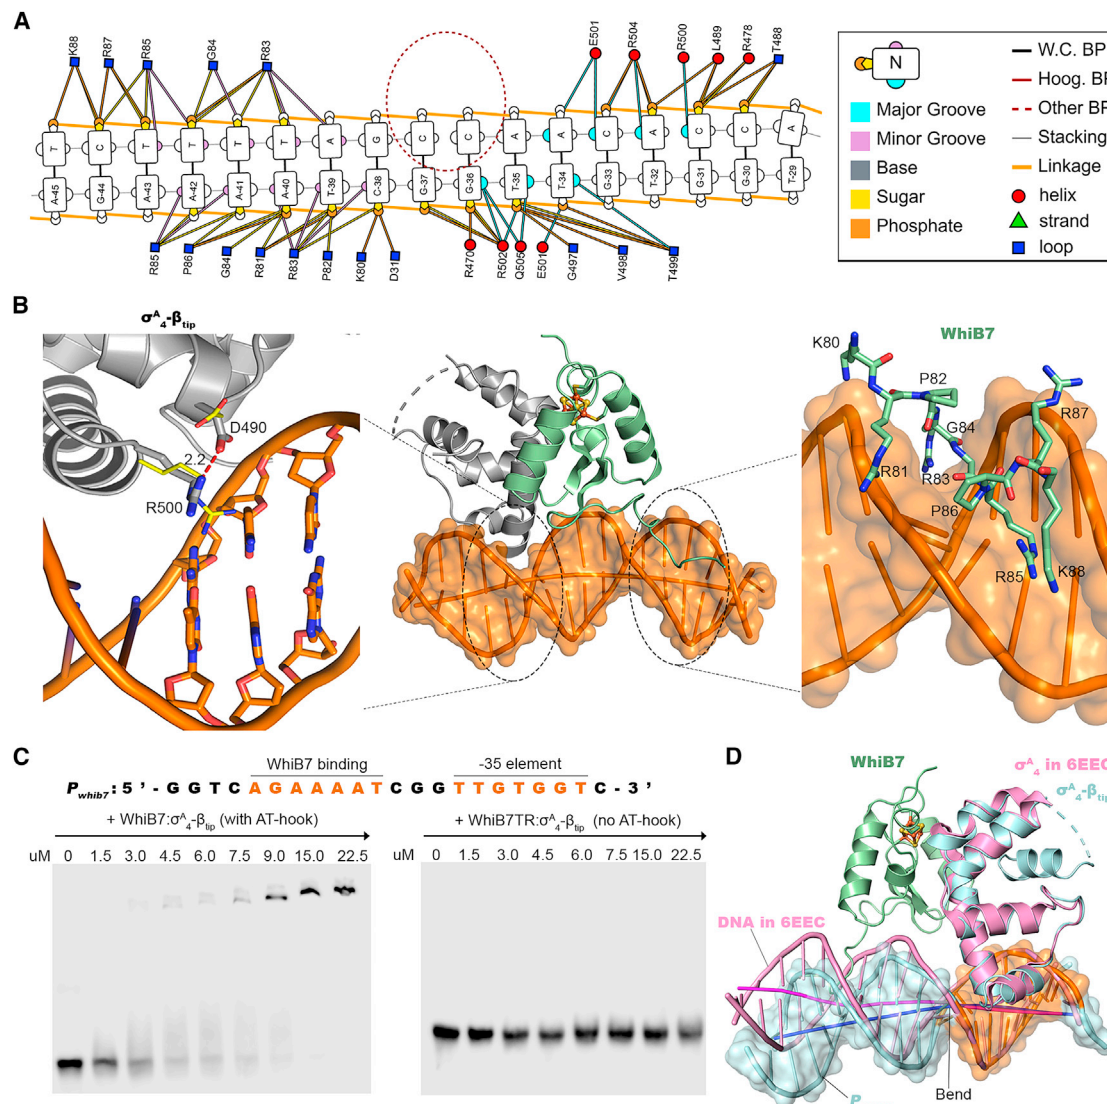 A
K88 R87 R85 G84 R83 E501 R504 R500 L489 R478 T488
T C T T T T A G C C A A C C A C C A
A-45 G-44 A-43 A-42 A-41 A-40 T-39 C-38 G-37 G-36 T-35 T-34 G-33 T-32 G-31 G-30 T-29
R85 P86 G84 R81 R83 P82 K80 D31 R470 R502 Q505 E501 G497 V498 T499
N
Major Groove
Minor Groove
Base
Sugar
Phosphate
W.C. BP
Hoog. BP
Other BP
Stacking
Linkage
helix
strand
loop
B
σᴬ₄-βtip
D490
2.2
R500
WhiB7
K80
P82
R87
G84
R81
R83
P86
R85
K88
C
WhiB7 binding -35 element
Pwhib7: 5'-GGTCAGAAAATCGGTTGTGGTC-3'
+ WhiB7:σᴬ₄-βtip (with AT-hook)
uM 0 1.5 3.0 4.5 6.0 7.5 9.0 15.0 22.5
+ WhiB7TR:σᴬ₄-βtip (no AT-hook)
uM 0 1.5 3.0 4.5 6.0 7.5 15.0 22.5
D
WhiB7
σᴬ₄ in 6EEC
σᴬ₄-βtip
DNA in 6EEC
Bend
P